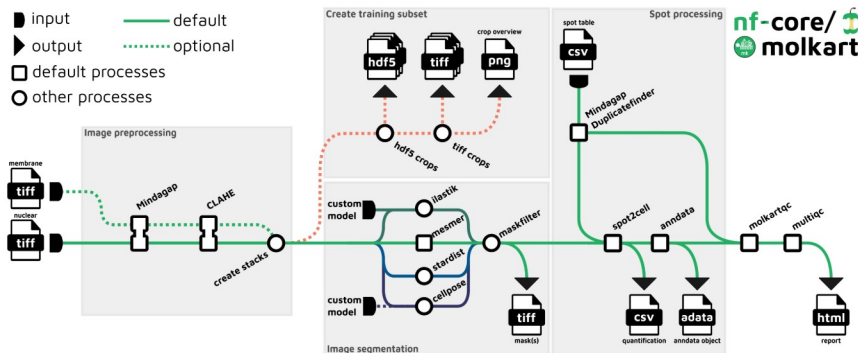 input
output
default processes
other processes
default
optional
Create training subset
hdf5
tiff
crop overview
png
hdf5 crops
tiff crops
Spot processing
spot table
csv
Mindagap
Duplicatefinder
nf-core/
mk
molkart
Image preprocessing
membrane
tiff
nuclear
tiff
Mindagap
CLAHE
create stacks
custom
model
ilastik
mesmer
stardist
cellpose
custom
model
maskfilter
tiff
mask(s)
Image segmentation
spot2cell
anndata
molkartqc
multiqc
csv
quantification
adata
anndata object
html
report